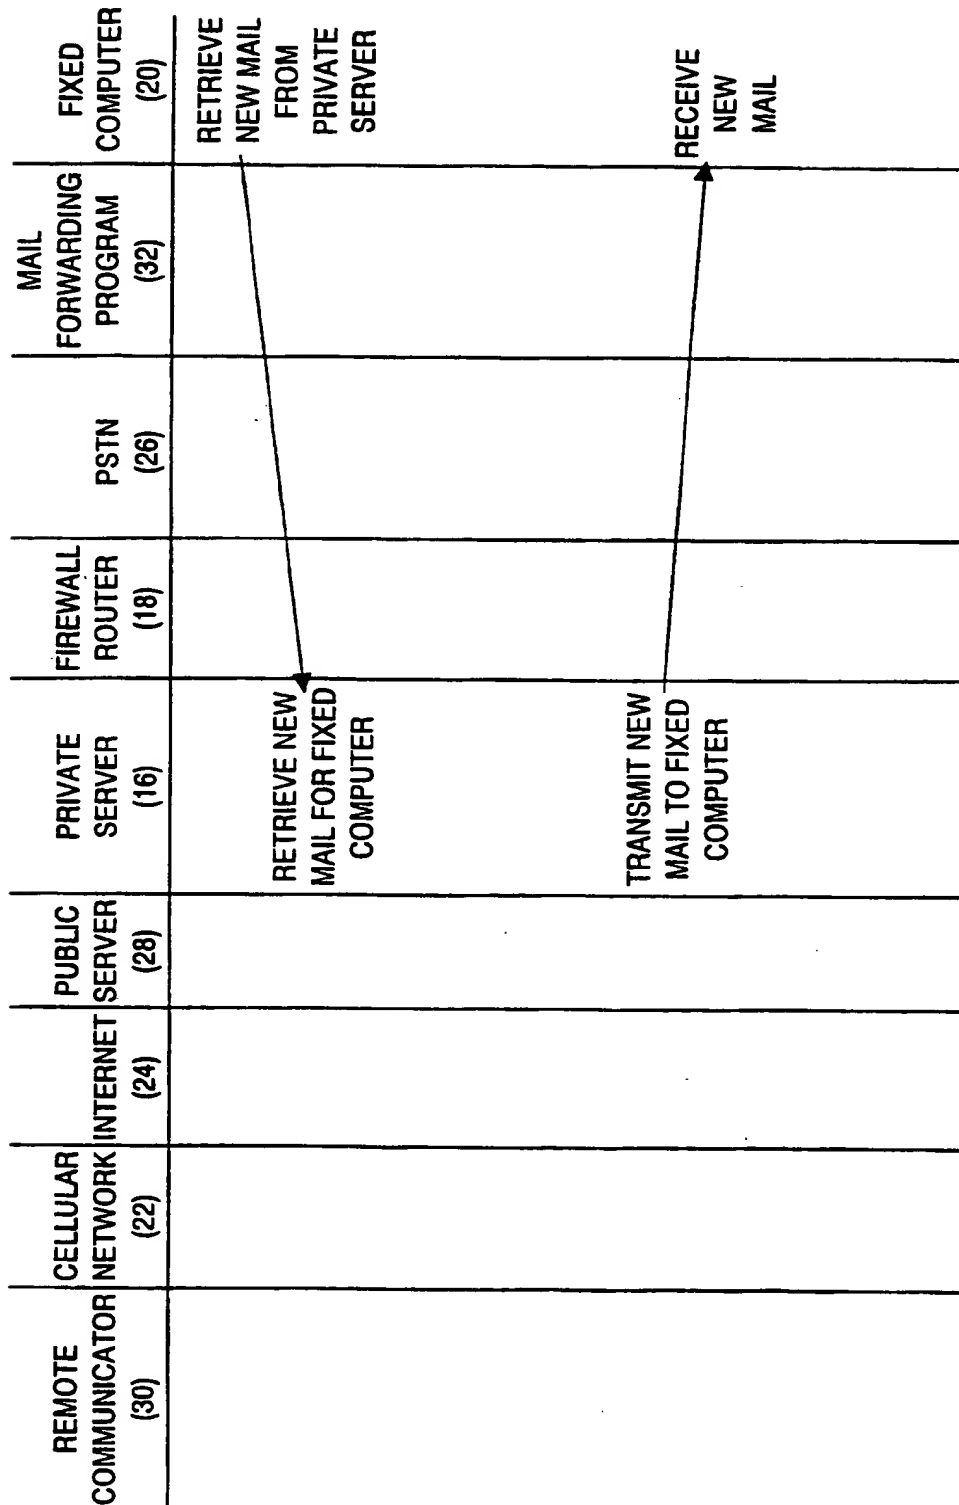 REMOTE
COMMUNICATOR
(30)
CELLULAR
NETWORK
(22)
INTERNET
(24)
PUBLIC
SERVER
(28)
PRIVATE
SERVER
(16)
FIREWALL
ROUTER
(18)
PSTN
(26)
MAIL
FORWARDING
PROGRAM
(32)
FIXED
COMPUTER
(20)
RETRIEVE
NEW MAIL
FROM
PRIVATE
SERVER
RETRIEVE NEW
MAIL FOR FIXED
COMPUTER
TRANSMIT NEW
MAIL TO FIXED
COMPUTER
RECEIVE
NEW
MAIL